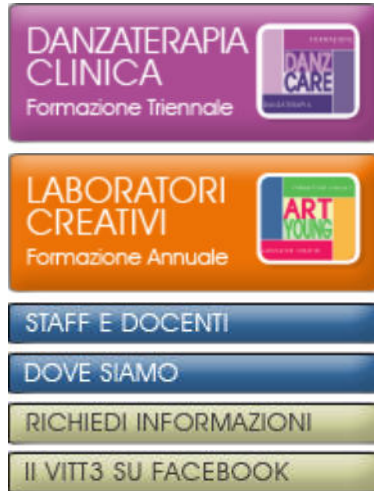 DANZATERAPIA
CLINICA
Formazione Triennale
DANZ
CARE
DANZATERAPIA
LABORATORI
CREATIVI
Formazione Annuale
ART
YOUNG
STAFF E DOCENTI
DOVE SIAMO
RICHIEDI INFORMAZIONI
Il VITT3 SU FACEBOOK